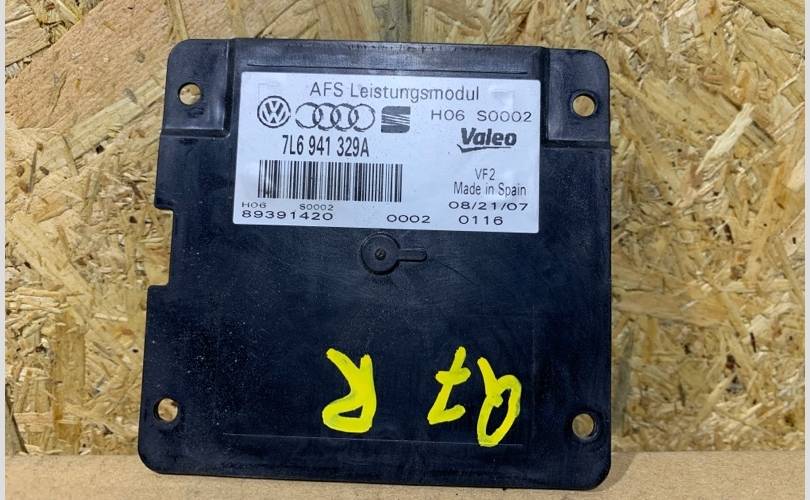 AFS Leistungsmodul
H06 S0002
7L6 941 329A
Valeo
VF2
Made in Spain
H06 S0002
08/21/07
89391420 0002 0116
Q7 R